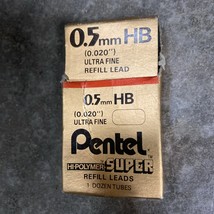 0.5mm HB
(0.020")
ULTRA FINE
REFILL LEAD
0.5mm HB
(0.020")
ULTRA FINE
Pentel
HI-POLYMER SUPER
REFILL LEADS
1 DOZEN TUBES